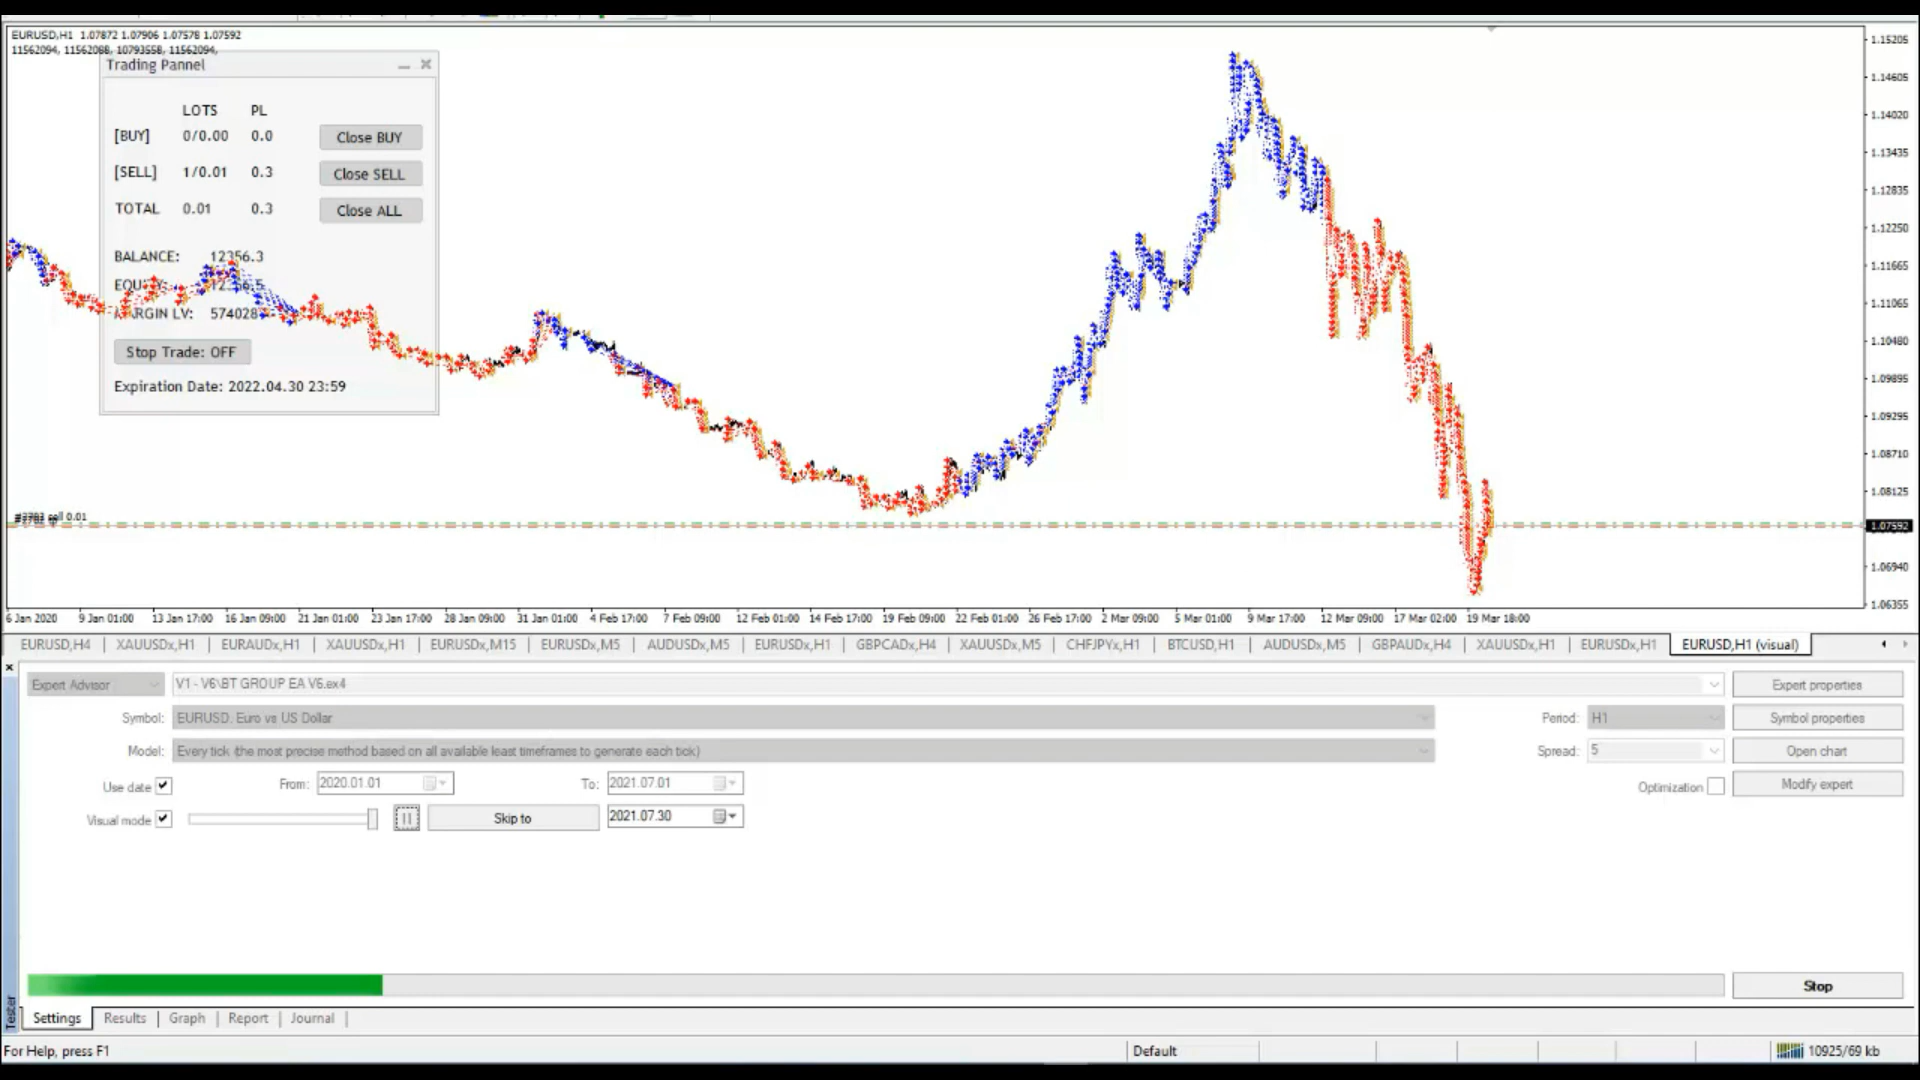 EURUSD,H1 1.07872 1.07906 1.07578 1.07592
11562094, 11562088, 10793558, 11562094,
Trading Pannel
LOTS PL
[BUY] 0/0.00 0.0 Close BUY
[SELL] 1/0.01 0.3 Close SELL
TOTAL 0.01 0.3 Close ALL
BALANCE: 12356.3
EQUITY: 12356.5
MARGIN LV: 574028
Stop Trade: OFF
Expiration Date: 2022.04.30 23:59
sell 0.01
1.15205
1.14605
1.14020
1.13435
1.12835
1.12250
1.11665
1.11065
1.10480
1.09895
1.09295
1.08710
1.08125
1.07592
1.06940
1.06355
6 Jan 2020 9 Jan 01:00 13 Jan 17:00 16 Jan 09:00 21 Jan 01:00 23 Jan 17:00 28 Jan 09:00 31 Jan 01:00 4 Feb 17:00 7 Feb 09:00 12 Feb 01:00 14 Feb 17:00 19 Feb 09:00 22 Feb 01:00 26 Feb 17:00 2 Mar 09:00 5 Mar 01:00 9 Mar 17:00 12 Mar 09:00 17 Mar 02:00 19 Mar 18:00
EURUSD,H4 XAUUSDx,H1 EURAUDx,H1 XAUUSDx,H1 EURUSDx,M15 EURUSDx,M5 AUDUSDx,M5 EURUSDx,H1 GBPCADx,H4 XAUUSDx,M5 CHFJPYx,H1 BTCUSD,H1 AUDUSDx,M5 GBPAUDx,H4 XAUUSDx,H1 EURUSDx,H1 EURUSD,H1 (visual)
Expert Advisor V1 - V6\BT GROUP EA V6.ex4 Expert properties
Symbol: EURUSD, Euro vs US Dollar Period: H1 Symbol properties
Model: Every tick (the most precise method based on all available least timeframes to generate each tick) Spread: 5 Open chart
Use date From: 2020.01.01 To: 2021.07.01 Optimization Modify expert
Visual mode Skip to 2021.07.30
Stop
Tester
Settings Results Graph Report Journal
For Help, press F1 Default 10925/69 kb